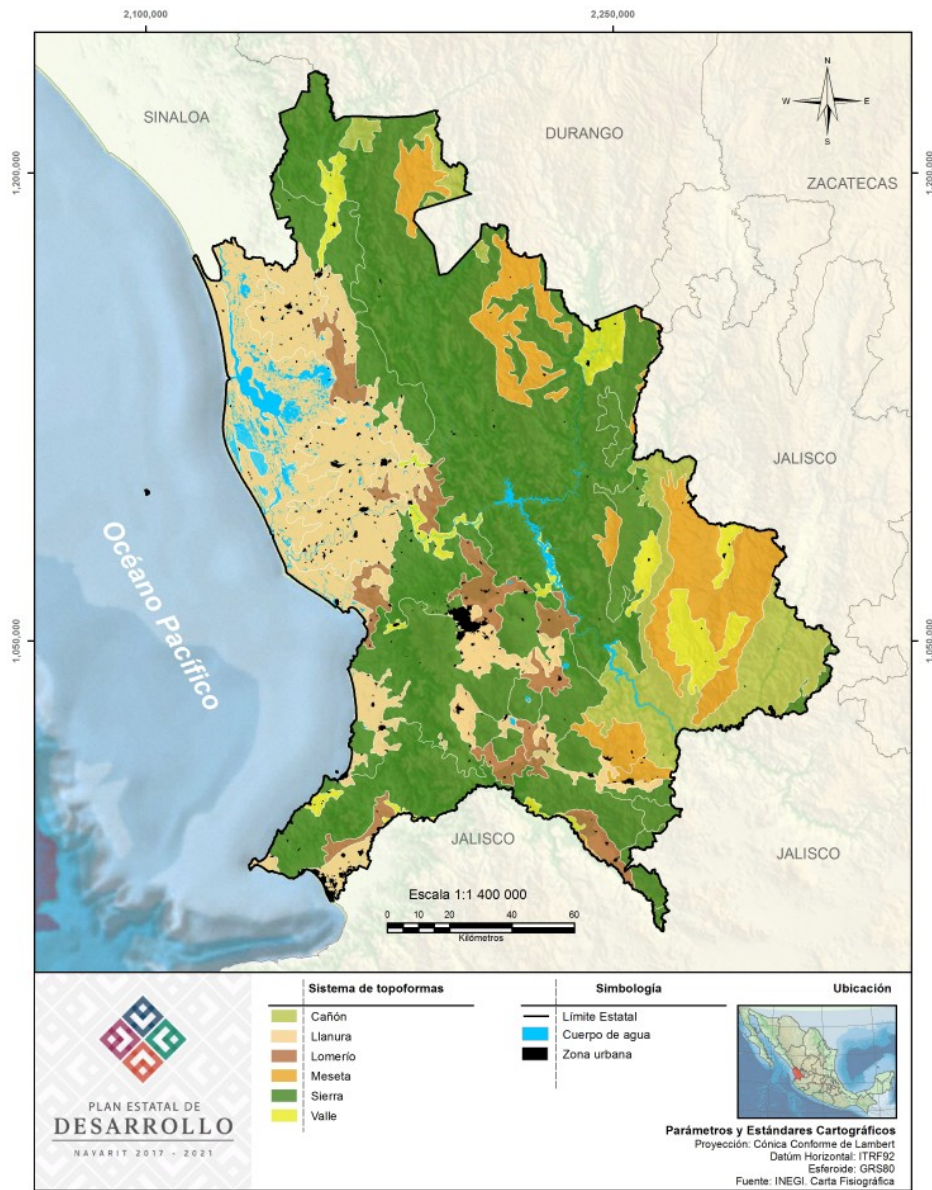 2,100,000
2,250,000
1,200,000
1,200,000
SINALOA
DURANGO
ZACATECAS
N
W
E
S
JALISCO
Océano Pacífico
1,050,000
1,050,000
JALISCO
JALISCO
Escala 1:1 400 000
0 5 10 20 40 60
Kilómetros
PLAN ESTATAL DE
DESARROLLO
NAYARIT 2017 - 2021
Sistema de topoformas
Cañón
Llanura
Lomerío
Meseta
Sierra
Valle
Simbología
Límite Estatal
Cuerpo de agua
Zona urbana
Ubicación
Parámetros y Estándares Cartográficos
Proyección: Cónica Conforme de Lambert
Datúm Horizontal: ITRF92
Esferoide: GRS80
Fuente: INEGI. Carta Fisiográfica